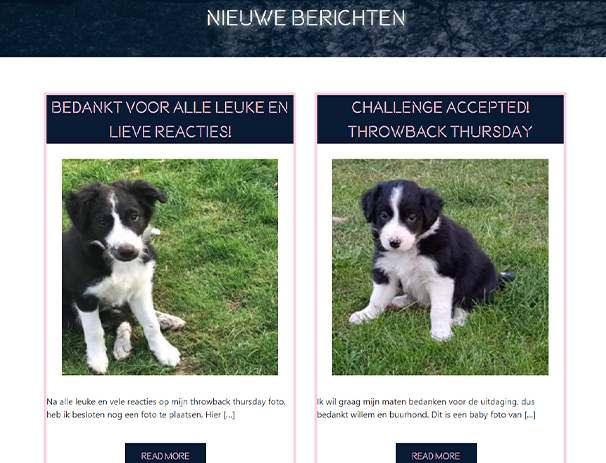 NIEUWE BERICHTEN
BEDANKT VOOR ALLE LEUKE EN
LIEVE REACTIES!
Na alle leuke en vele reacties op mijn throwback thursday foto,
heb ik besloten nog een foto te plaatsen. Hier [...]
READ MORE
CHALLENGE ACCEPTED!
THROWBACK THURSDAY
Ik wil graag mijn maten bedanken voor de uitdaging, dus
bedankt willem en buurhond. Dit is een baby foto van [...]
READ MORE